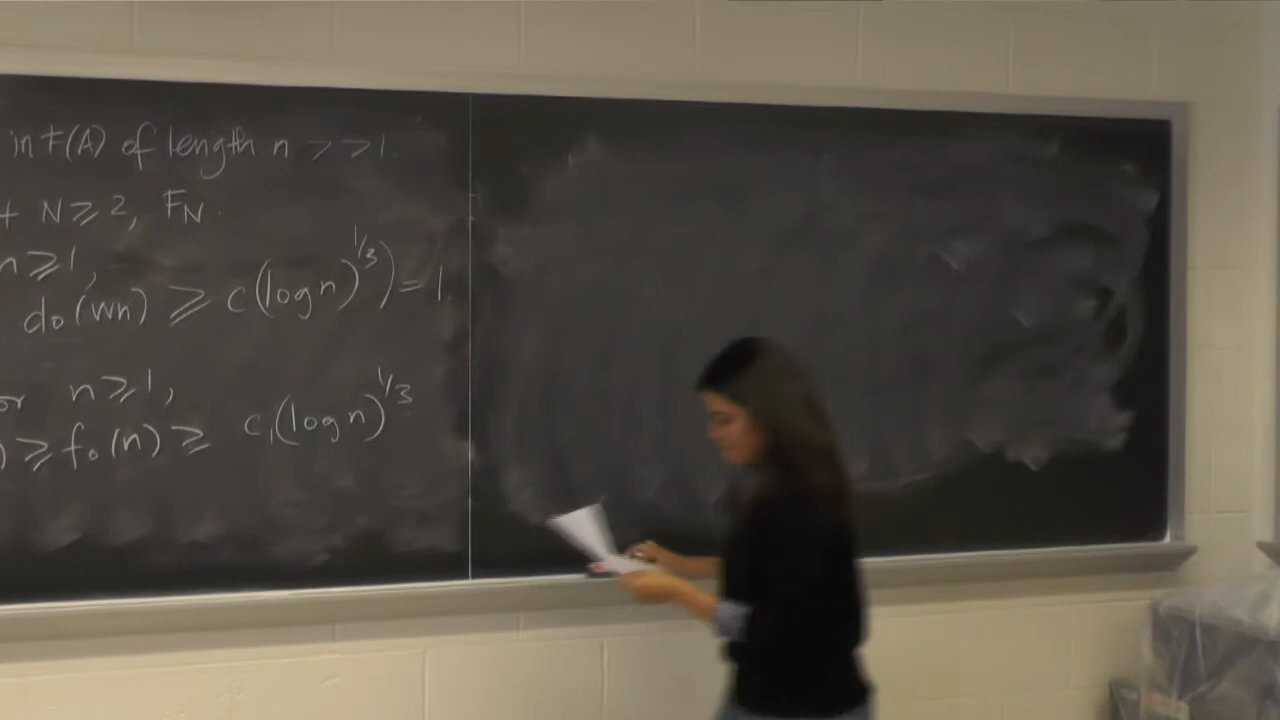 in F(A) of length n >>1
N ⩾ 2, F_N.
n ⩾ 1,
d₀(wn) ⩾ c(log n)^{1/3}) = 1.
or n ⩾ 1,
) ⩾ f₀(n) ⩾ c₁(log n)^{1/3}